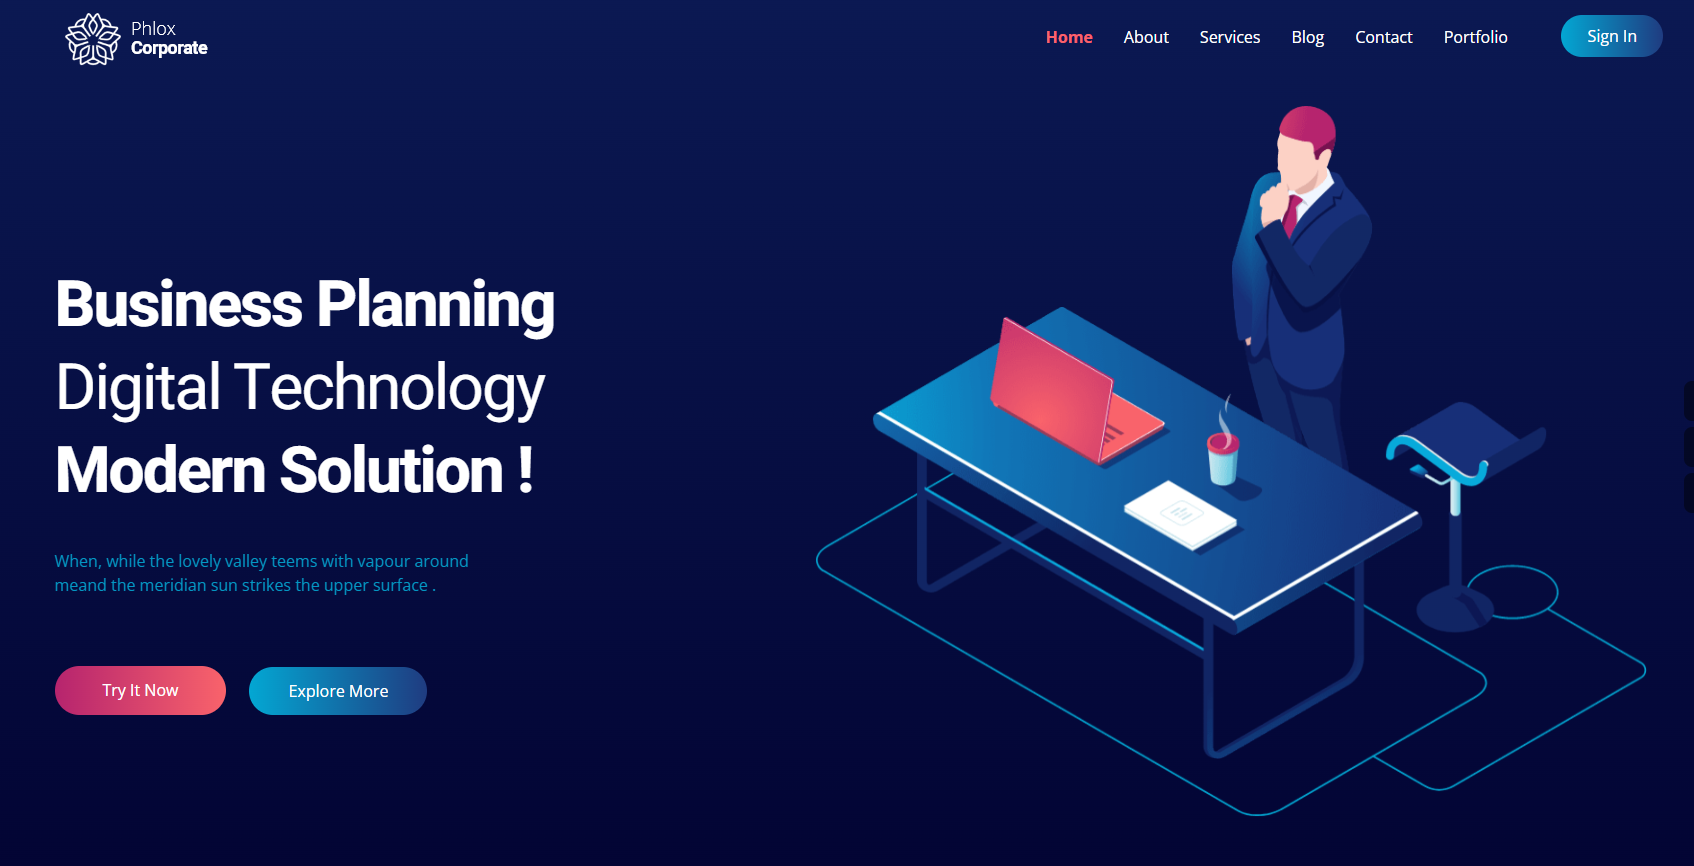 Phlox
Corporate
Home About Services Blog Contact Portfolio Sign In
Business Planning
Digital Technology
Modern Solution !
When, while the lovely valley teems with vapour around
meand the meridian sun strikes the upper surface .
Try It Now Explore More